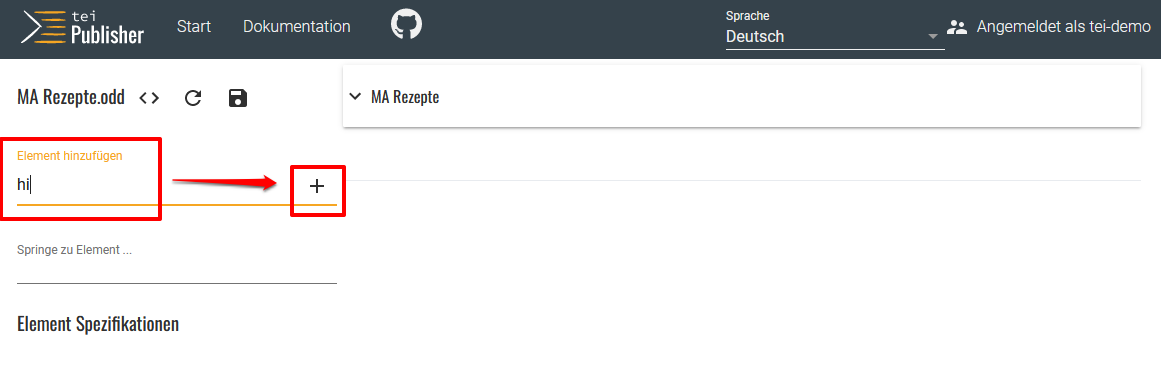 tei
Publisher
Start
Dokumentation
Sprache
Deutsch
Angemeldet als tei-demo
MA Rezepte.odd
MA Rezepte
Element hinzufügen
hi
Springe zu Element ...
Element Spezifikationen